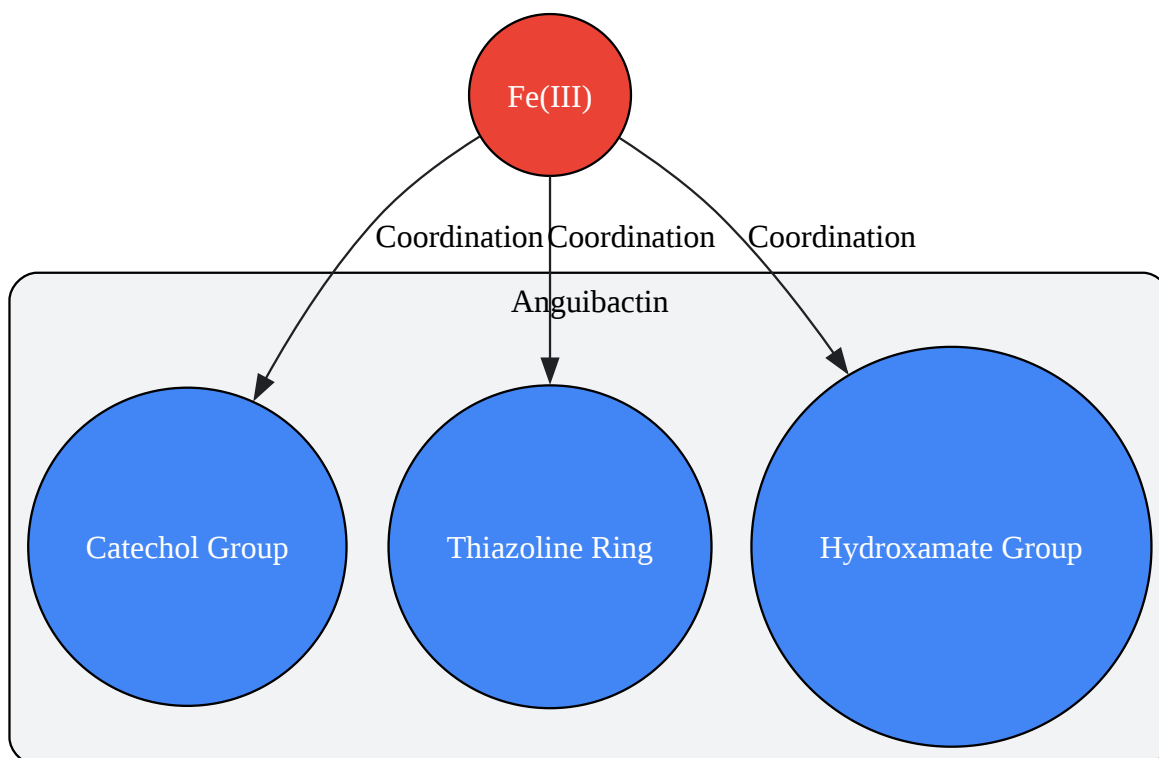 Fe(III)
Coordination
Coordination
Coordination
Anguibactin
Catechol Group
Thiazoline Ring
Hydroxamate Group